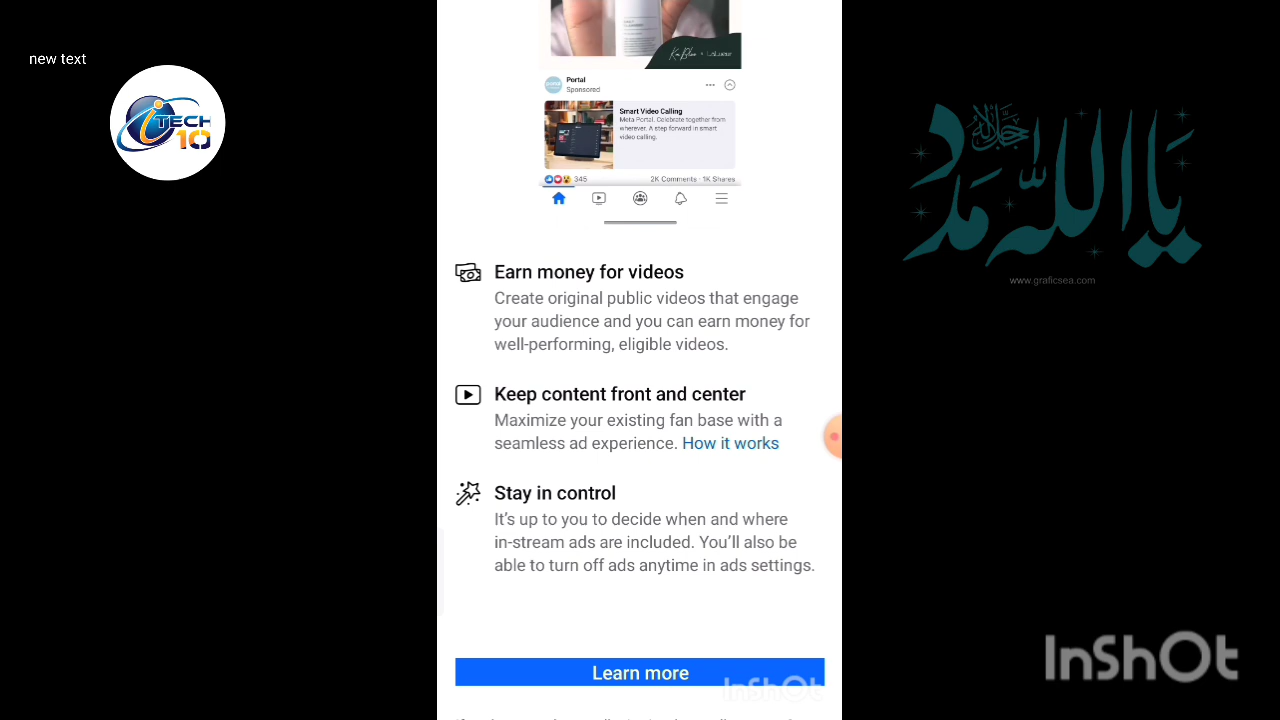 new text
iTECH
10
Portal
Sponsored
Smart Video Calling
Meta Portal. Celebrate together from
wherever. A step forward in smart
video calling.
345
2K Comments · 1K Shares
Earn money for videos
Create original public videos that engage
your audience and you can earn money for
well-performing, eligible videos.
Keep content front and center
Maximize your existing fan base with a
seamless ad experience. How it works
Stay in control
It's up to you to decide when and where
in-stream ads are included. You'll also be
able to turn off ads anytime in ads settings.
Learn more
InShOt
یا اللہ مدد
جل جلالہ
www.graficsea.com
InShOt